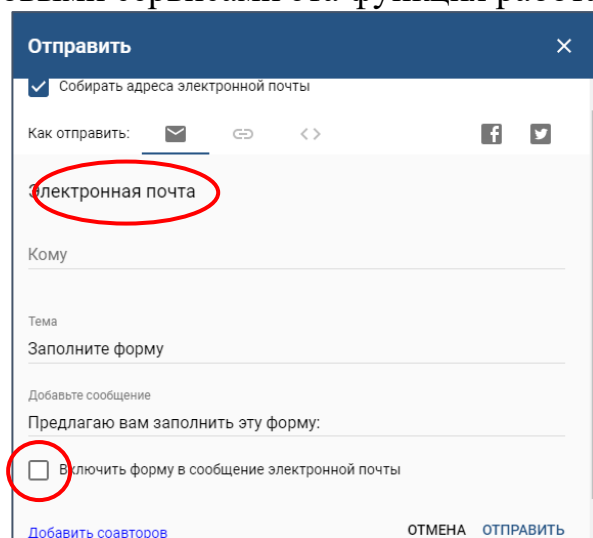 Отправить
Собирать адреса электронной почты
Как отправить:
Электронная почта
Кому
Тема
Заполните форму
Добавьте сообщение
Предлагаю вам заполнить эту форму:
Включить форму в сообщение электронной почты
Добавить соавторов ОТМЕНА ОТПРАВИТЬ